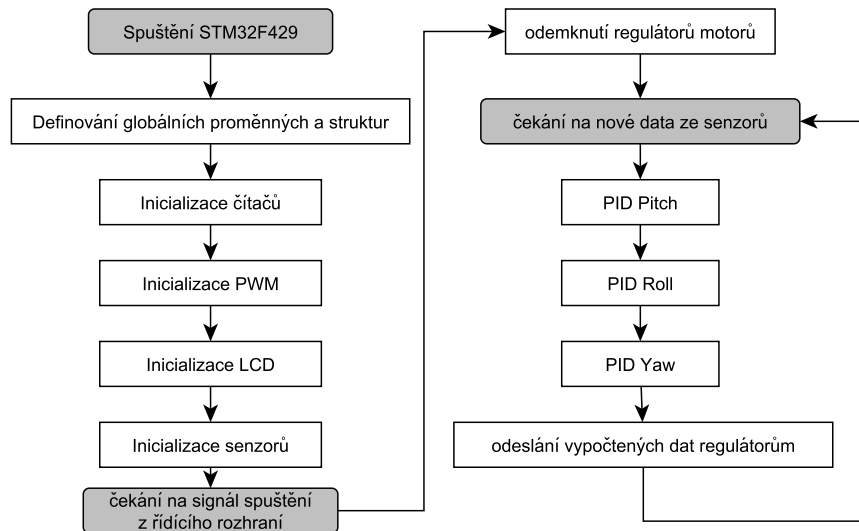 Spuštění STM32F429
Definování globálních proměnných a struktur
Inicializace čítačů
Inicializace PWM
Inicializace LCD
Inicializace senzorů
čekání na signál spuštění
z řídícího rozhraní
odemknutí regulátorů motorů
čekání na nové data ze senzorů
PID Pitch
PID Roll
PID Yaw
odeslání vypočtených dat regulátorům